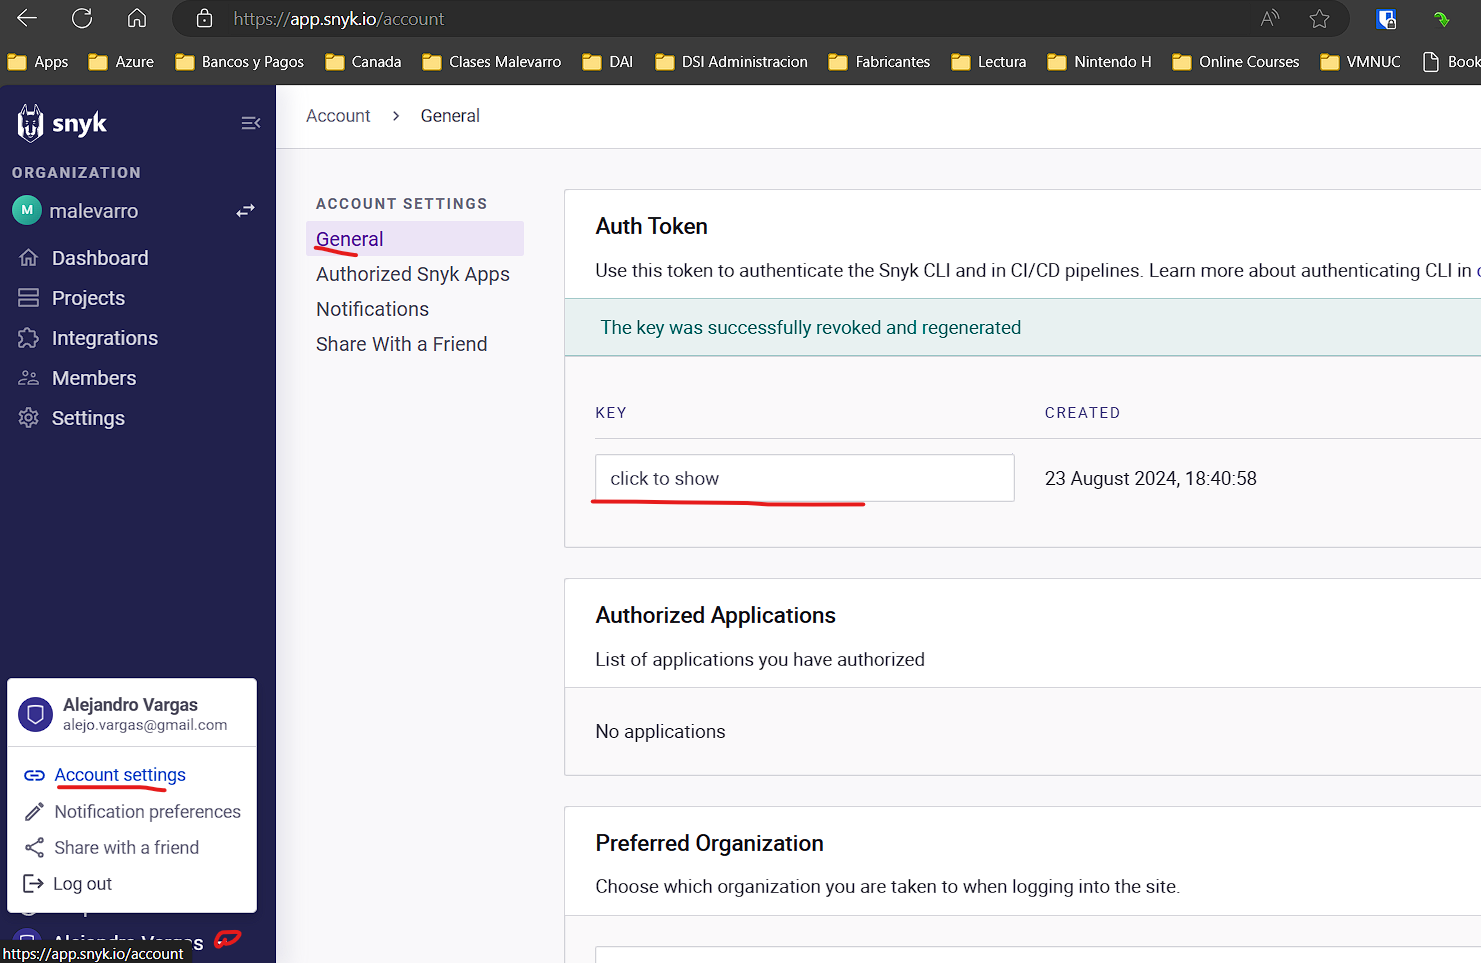 https://app.snyk.io/account
Apps Azure Bancos y Pagos Canada Clases Malevarro DAI DSI Administracion Fabricantes Lectura Nintendo H Online Courses VMNUC Book
snyk
ORGANIZATION
M malevarro
Dashboard
Projects
Integrations
Members
Settings
Alejandro Vargas
alejo.vargas@gmail.com
Account settings
Notification preferences
Share with a friend
Log out
Alejandro Vargas
https://app.snyk.io/account
Account > General
ACCOUNT SETTINGS
General
Authorized Snyk Apps
Notifications
Share With a Friend
Auth Token
Use this token to authenticate the Snyk CLI and in CI/CD pipelines. Learn more about authenticating CLI in
The key was successfully revoked and regenerated
KEY CREATED
click to show 23 August 2024, 18:40:58
Authorized Applications
List of applications you have authorized
No applications
Preferred Organization
Choose which organization you are taken to when logging into the site.